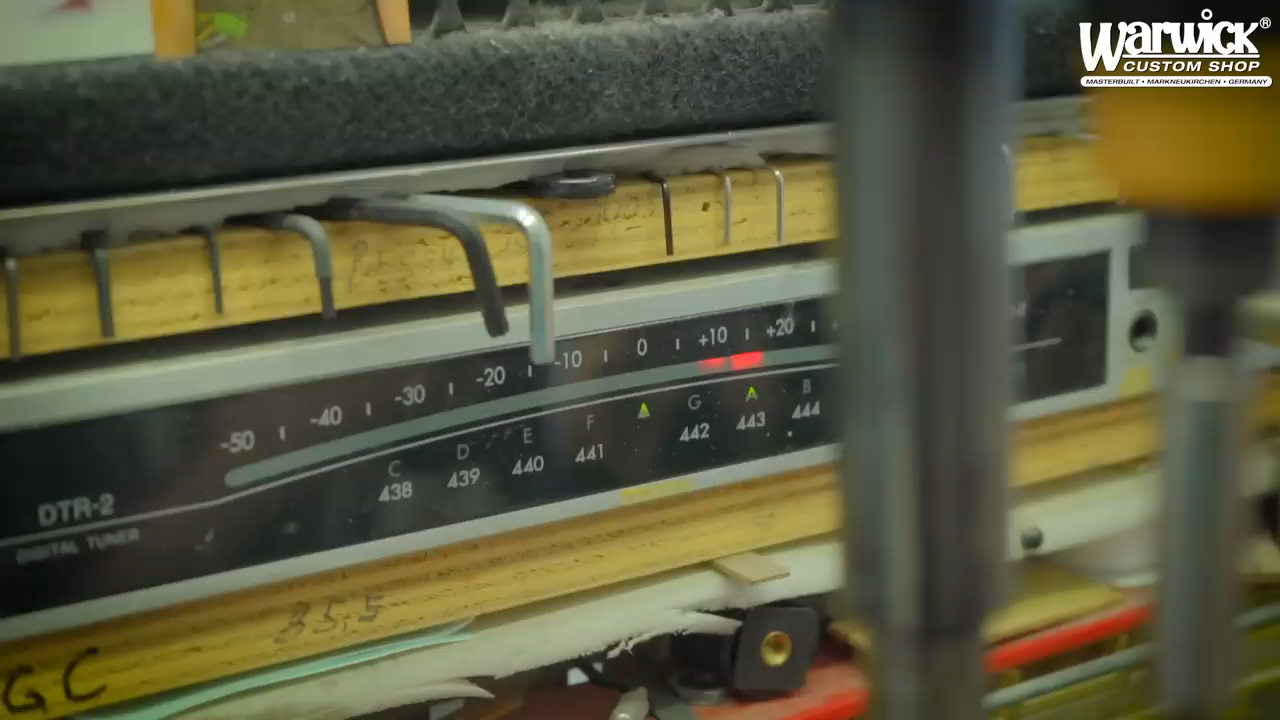 Warwick®
CUSTOM SHOP
MASTERBUILT • MARKNEUKIRCHEN • GERMANY
-50 -40 -30 -20 -10 0 +10 +20
C D E F G A B
438 439 440 441 442 443 444
DTR-2
DIGITAL TUNER
35,5
GC